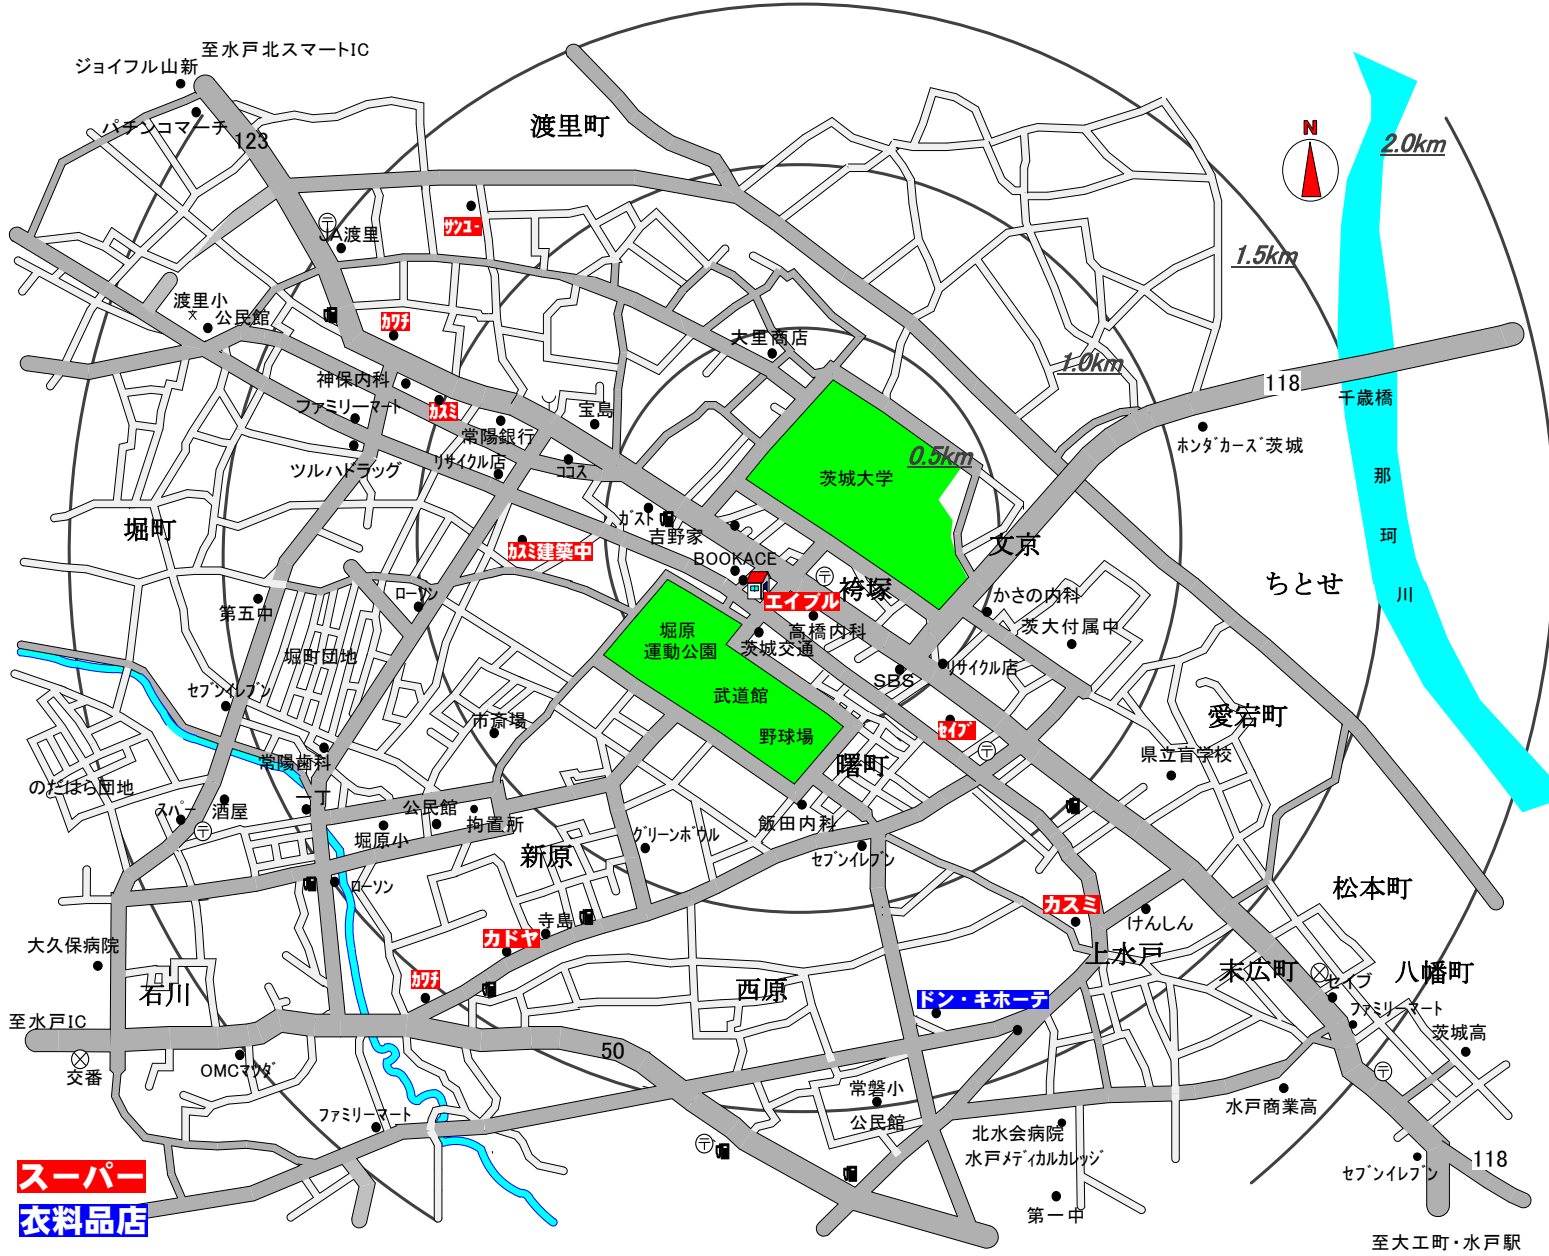 至水戸北スマートIC
ジョイフル山新
パチンコマーチ
123
渡里町
N
2.0km
1.5km
1.0km
0.5km
〒
JA渡里
サンユー
渡里小
文
公民館
カワチ
大里商店
118
千歳橋
神保内科
ファミリーマート
カスミ
宝島
常陽銀行
ホンダカーズ茨城
ツルハドラッグ
リサイクル店
ココス
茨城大学
那
珂
川
堀町
ガスト
吉野家
文京
カスミ建築中
BOOKACE
〒
袴塚
ちとせ
エイブル
ローソン
かさの内科
第五中
堀原
運動公園
高橋内科
茨城交通
茨大付属中
堀町団地
リサイクル店
SBS
セブンイレブン
武道館
市斎場
野球場
セイブ
愛宕町
〒
県立盲学校
常陽歯科
曙町
のだはら団地
一丁
スパー
酒屋
〒
公民館
拘置所
飯田内科
堀原小
グリーンボウル
セブンイレブン
新原
ローソン
松本町
カスミ
けんしん
寺島
カドヤ
大久保病院
上水戸
末広町
八幡町
カワチ
石川
西原
セイブ
ドン・キホーテ
ファミリーマート
至水戸IC
茨城高
50
OMCマツダ
交番
〒
常磐小
公民館
水戸商業高
ファミリーマート
北水会病院
水戸メディカルカレッジ
〒
118
セブンイレブン
スーパー
衣料品店
第一中
至大工町・水戸駅